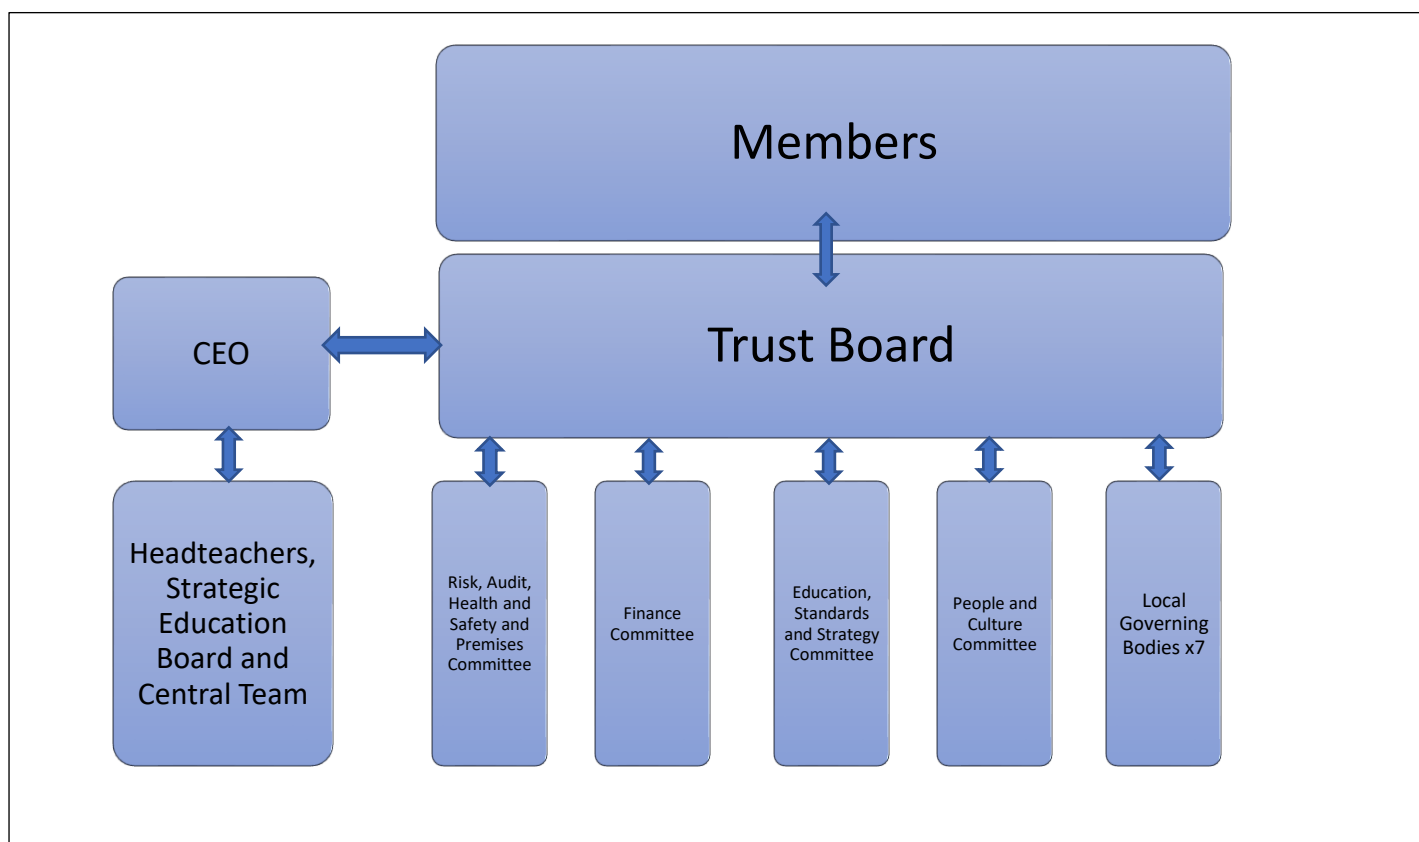 Members
Trust Board
CEO
Headteachers,
Strategic
Education
Board and
Central Team
Risk, Audit,
Health and
Safety and
Premises
Committee
Finance
Committee
Education,
Standards
and Strategy
Committee
People and
Culture
Committee
Local
Governing
Bodies x7